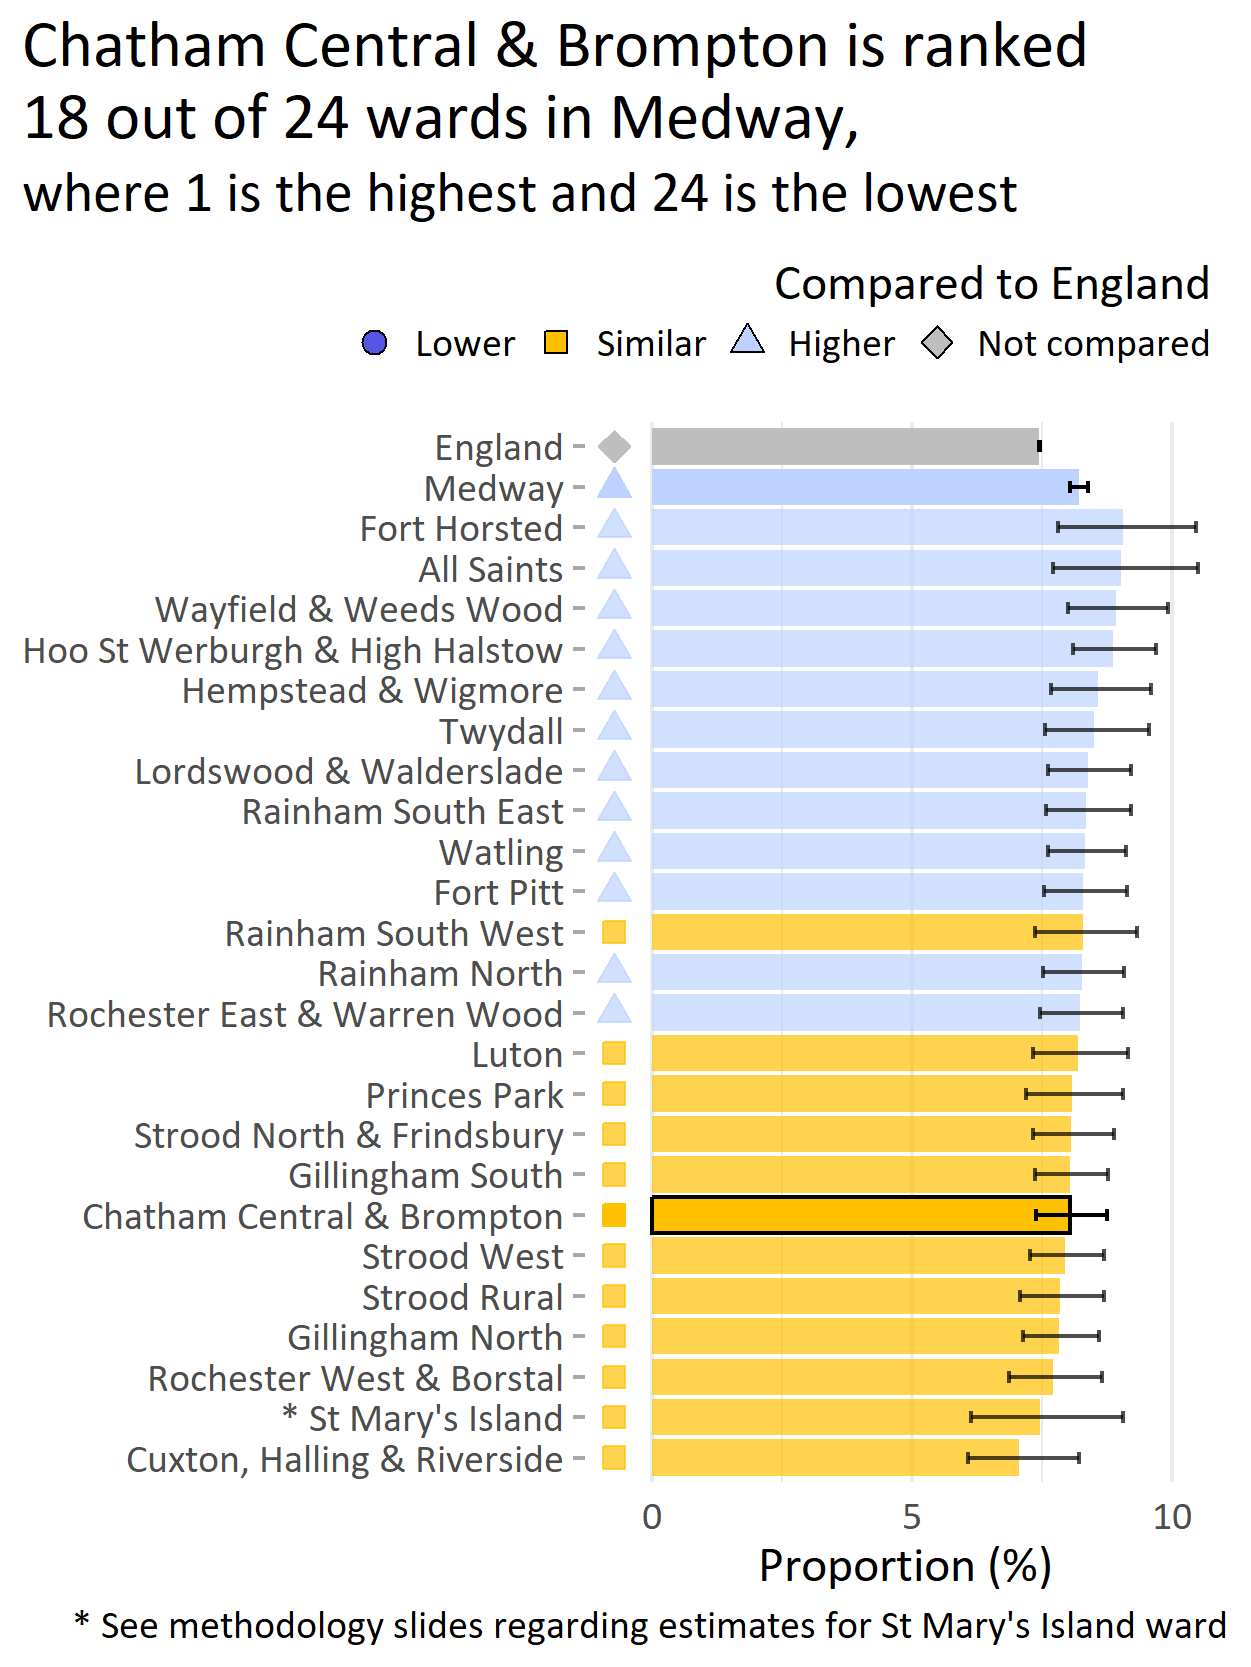 Chatham Central & Brompton is ranked
18 out of 24 wards in Medway,
where 1 is the highest and 24 is the lowest
Compared to England
Lower Similar Higher Not compared
England
Medway
Fort Horsted
All Saints
Wayfield & Weeds Wood
Hoo St Werburgh & High Halstow
Hempstead & Wigmore
Twydall
Lordswood & Walderslade
Rainham South East
Watling
Fort Pitt
Rainham South West
Rainham North
Rochester East & Warren Wood
Luton
Princes Park
Strood North & Frindsbury
Gillingham South
Chatham Central & Brompton
Strood West
Strood Rural
Gillingham North
Rochester West & Borstal
* St Mary's Island
Cuxton, Halling & Riverside
0 5 10
Proportion (%)
* See methodology slides regarding estimates for St Mary's Island ward